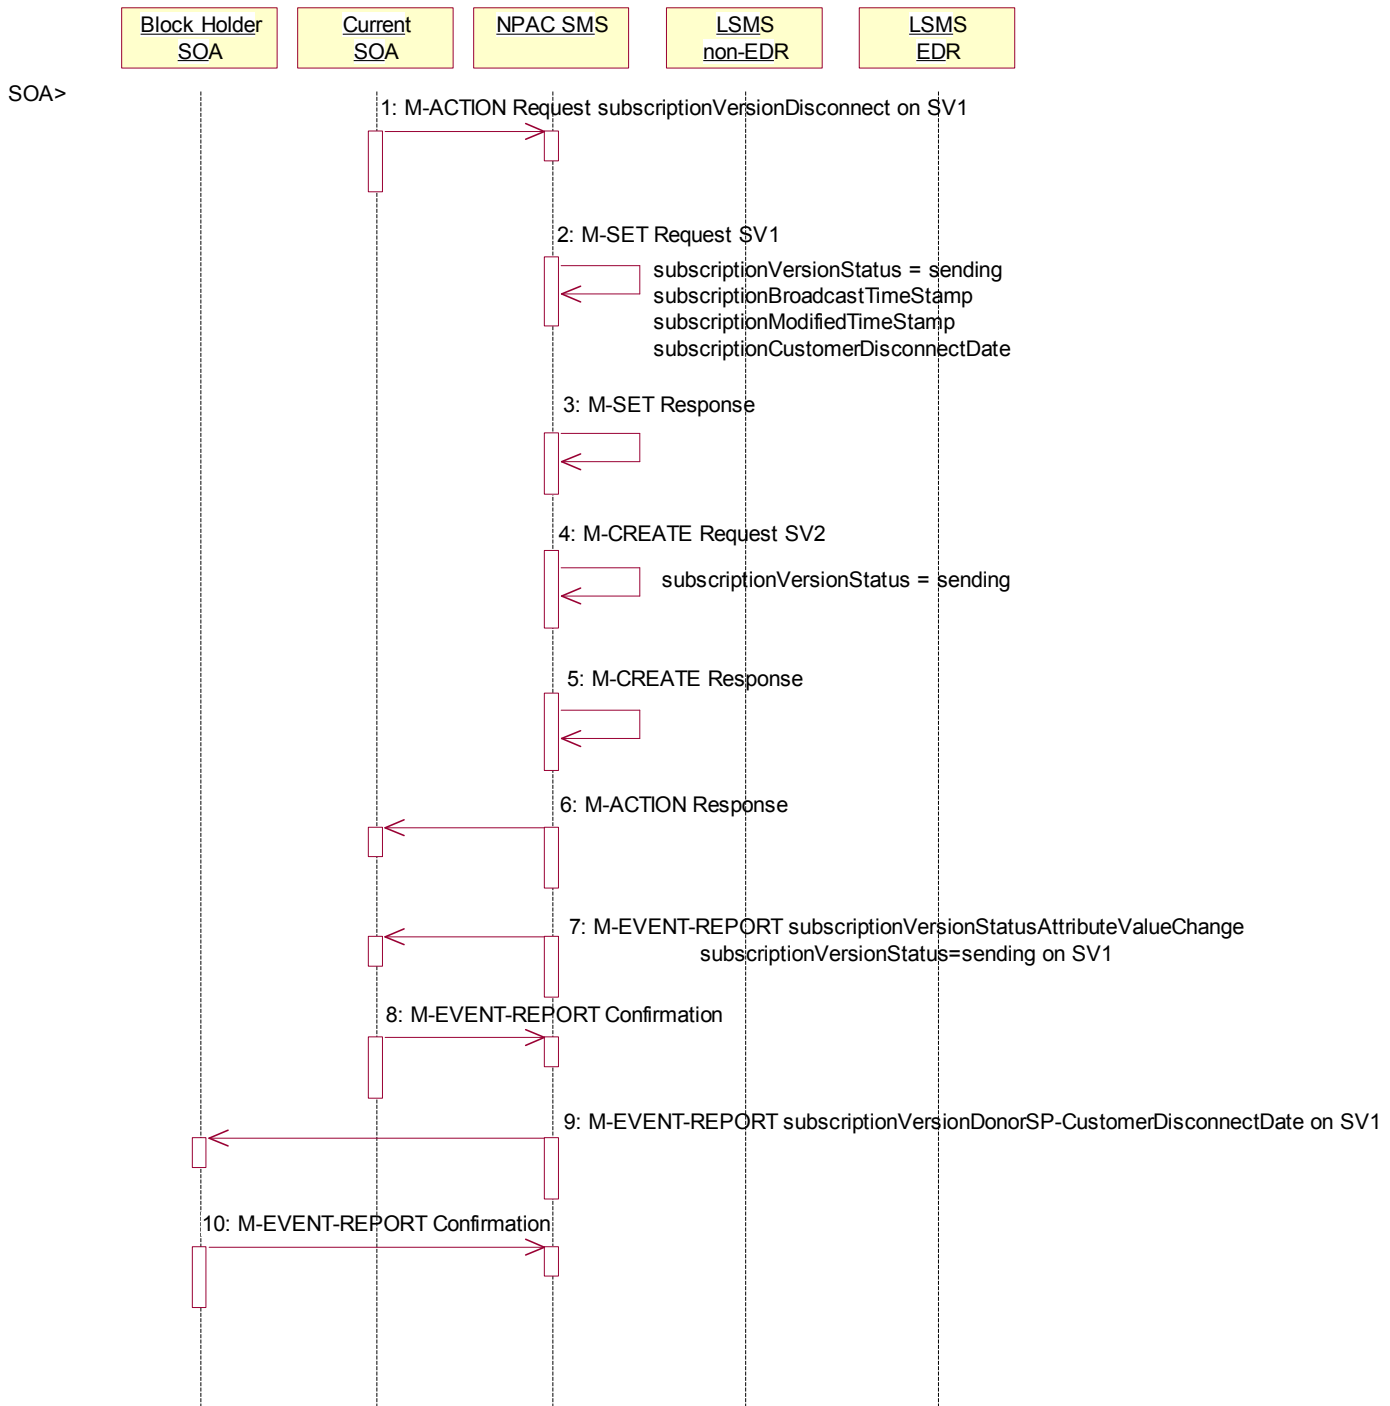 Block Holder
SOA
Current
SOA
NPAC SMS
LSMS
non-EDR
LSMS
EDR
SOA>
1: M-ACTION Request subscriptionVersionDisconnect on SV1
2: M-SET Request SV1
subscriptionVersionStatus = sending
subscriptionBroadcastTimeStamp
subscriptionModifiedTimeStamp
subscriptionCustomerDisconnectDate
3: M-SET Response
4: M-CREATE Request SV2
subscriptionVersionStatus = sending
5: M-CREATE Response
6: M-ACTION Response
7: M-EVENT-REPORT subscriptionVersionStatusAttributeValueChange
subscriptionVersionStatus=sending on SV1
8: M-EVENT-REPORT Confirmation
9: M-EVENT-REPORT subscriptionVersionDonorSP-CustomerDisconnectDate on SV1
10: M-EVENT-REPORT Confirmation